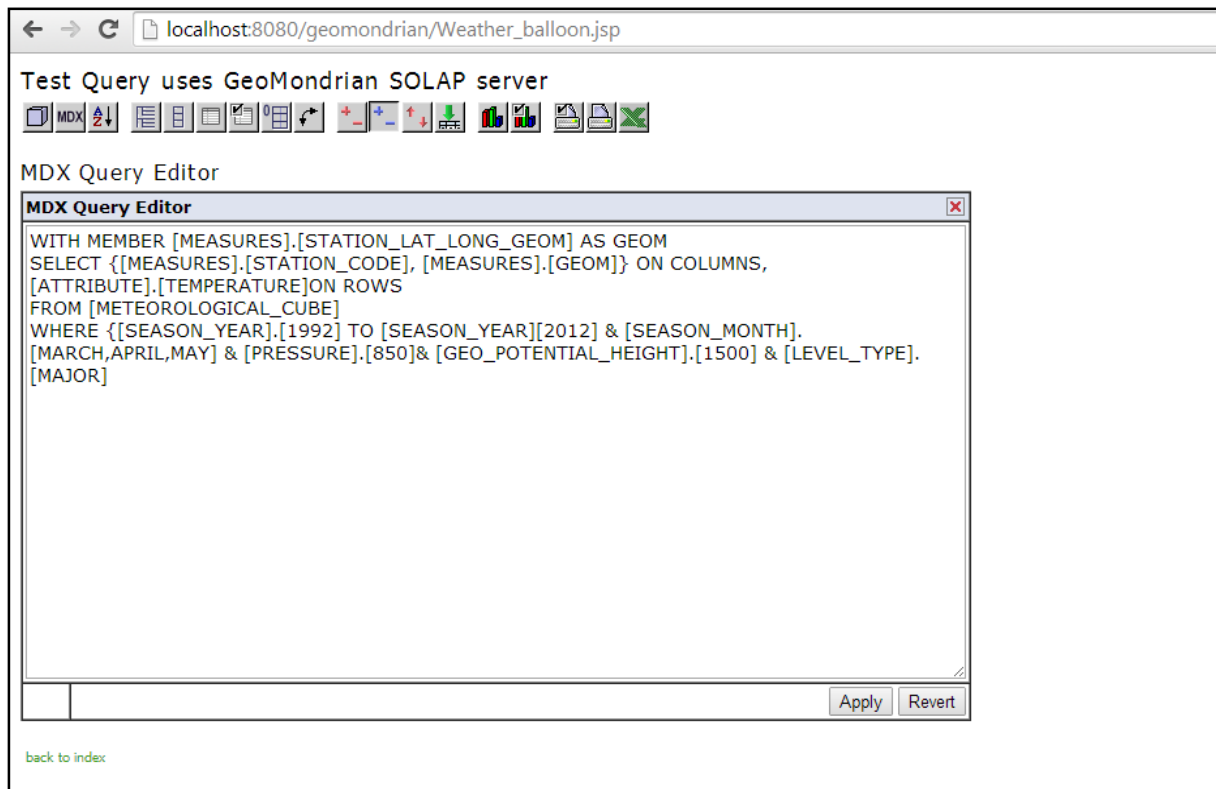 localhost:8080/geomondrian/Weather_balloon.jsp
Test Query uses GeoMondrian SOLAP server
MDX
MDX Query Editor
MDX Query Editor
WITH MEMBER [MEASURES].[STATION_LAT_LONG_GEOM] AS GEOM
SELECT {[MEASURES].[STATION_CODE], [MEASURES].[GEOM]} ON COLUMNS,
[ATTRIBUTE].[TEMPERATURE]ON ROWS
FROM [METEOROLOGICAL_CUBE]
WHERE {[SEASON_YEAR].[1992] TO [SEASON_YEAR][2012] & [SEASON_MONTH].
[MARCH,APRIL,MAY] & [PRESSURE].[850]& [GEO_POTENTIAL_HEIGHT].[1500] & [LEVEL_TYPE].
[MAJOR]
Apply Revert
back to index